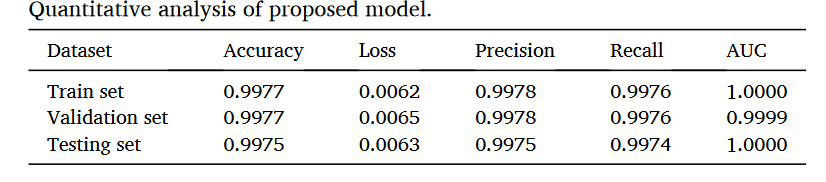 Quantitative analysis of proposed model.
Dataset Accuracy Loss Precision Recall AUC
Train set 0.9977 0.0062 0.9978 0.9976 1.0000
Validation set 0.9977 0.0065 0.9978 0.9976 0.9999
Testing set 0.9975 0.0063 0.9975 0.9974 1.0000